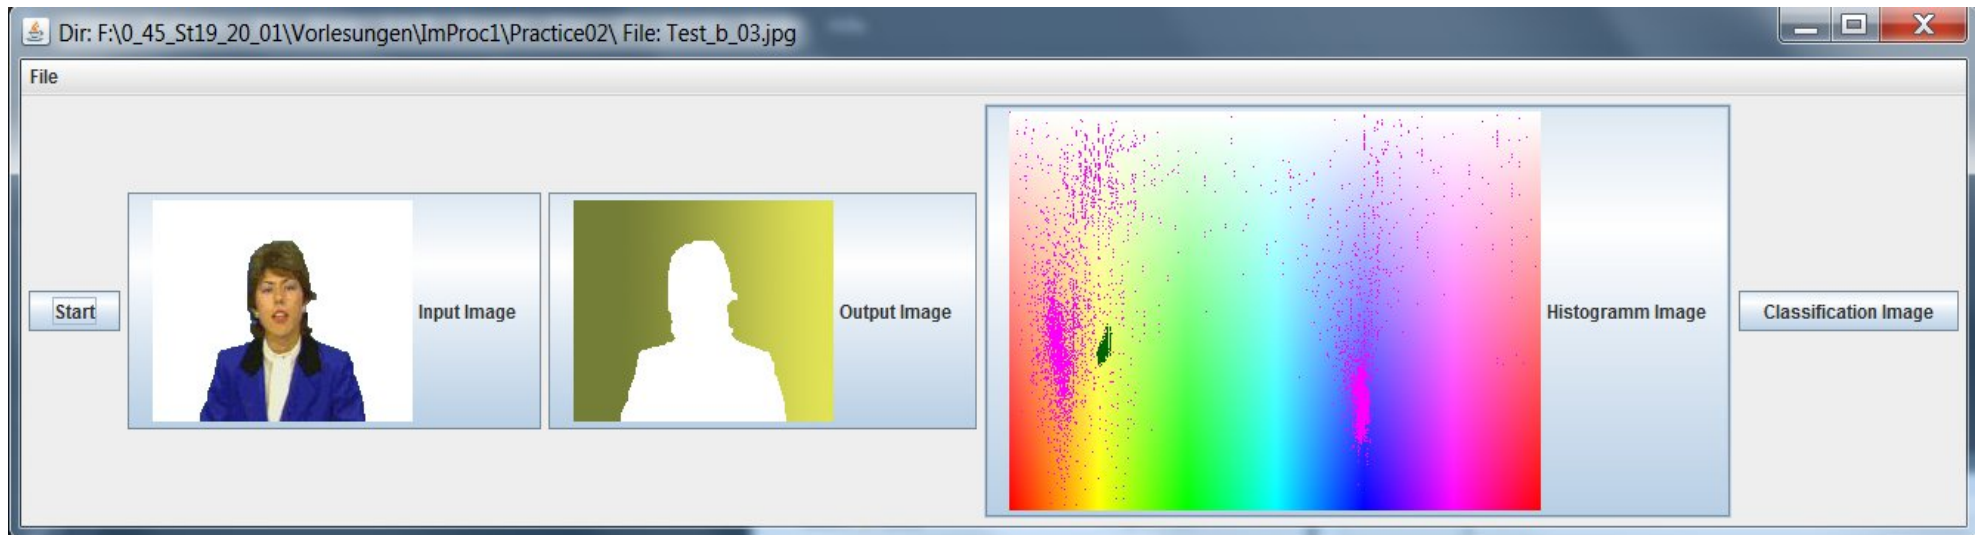 Dir: F:\0_45_St19_20_01\Vorlesungen\ImProc1\Practice02\ File: Test_b_03.jpg
File
Start
Input Image
Output Image
Histogramm Image
Classification Image